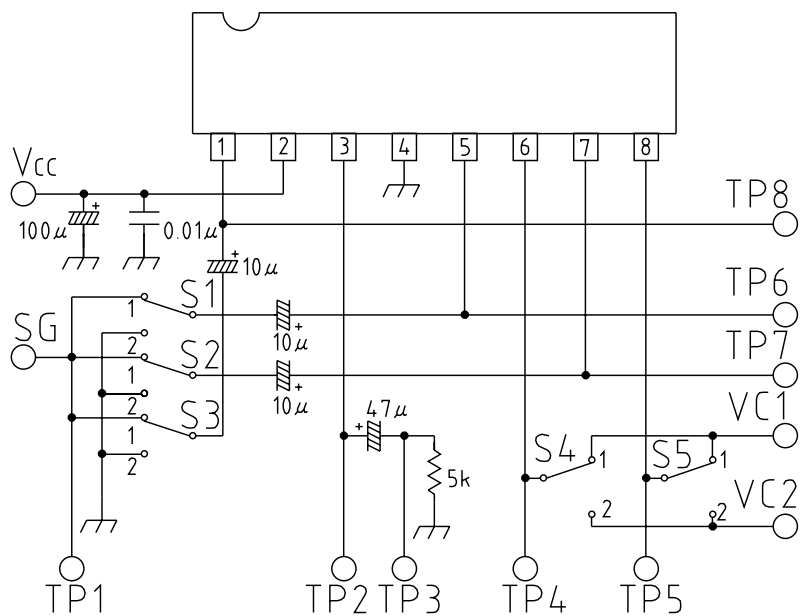 1 2 3 4 5 6 7 8
Vcc
TP8
100μ
0.01μ
10μ
TP6
1
S1
SG
10μ
TP7
2
S2
1
10μ
47μ
VC1
2
S3
1
S4
1
S5
1
2
5k
VC2
2
2
TP1
TP2
TP3
TP4
TP5